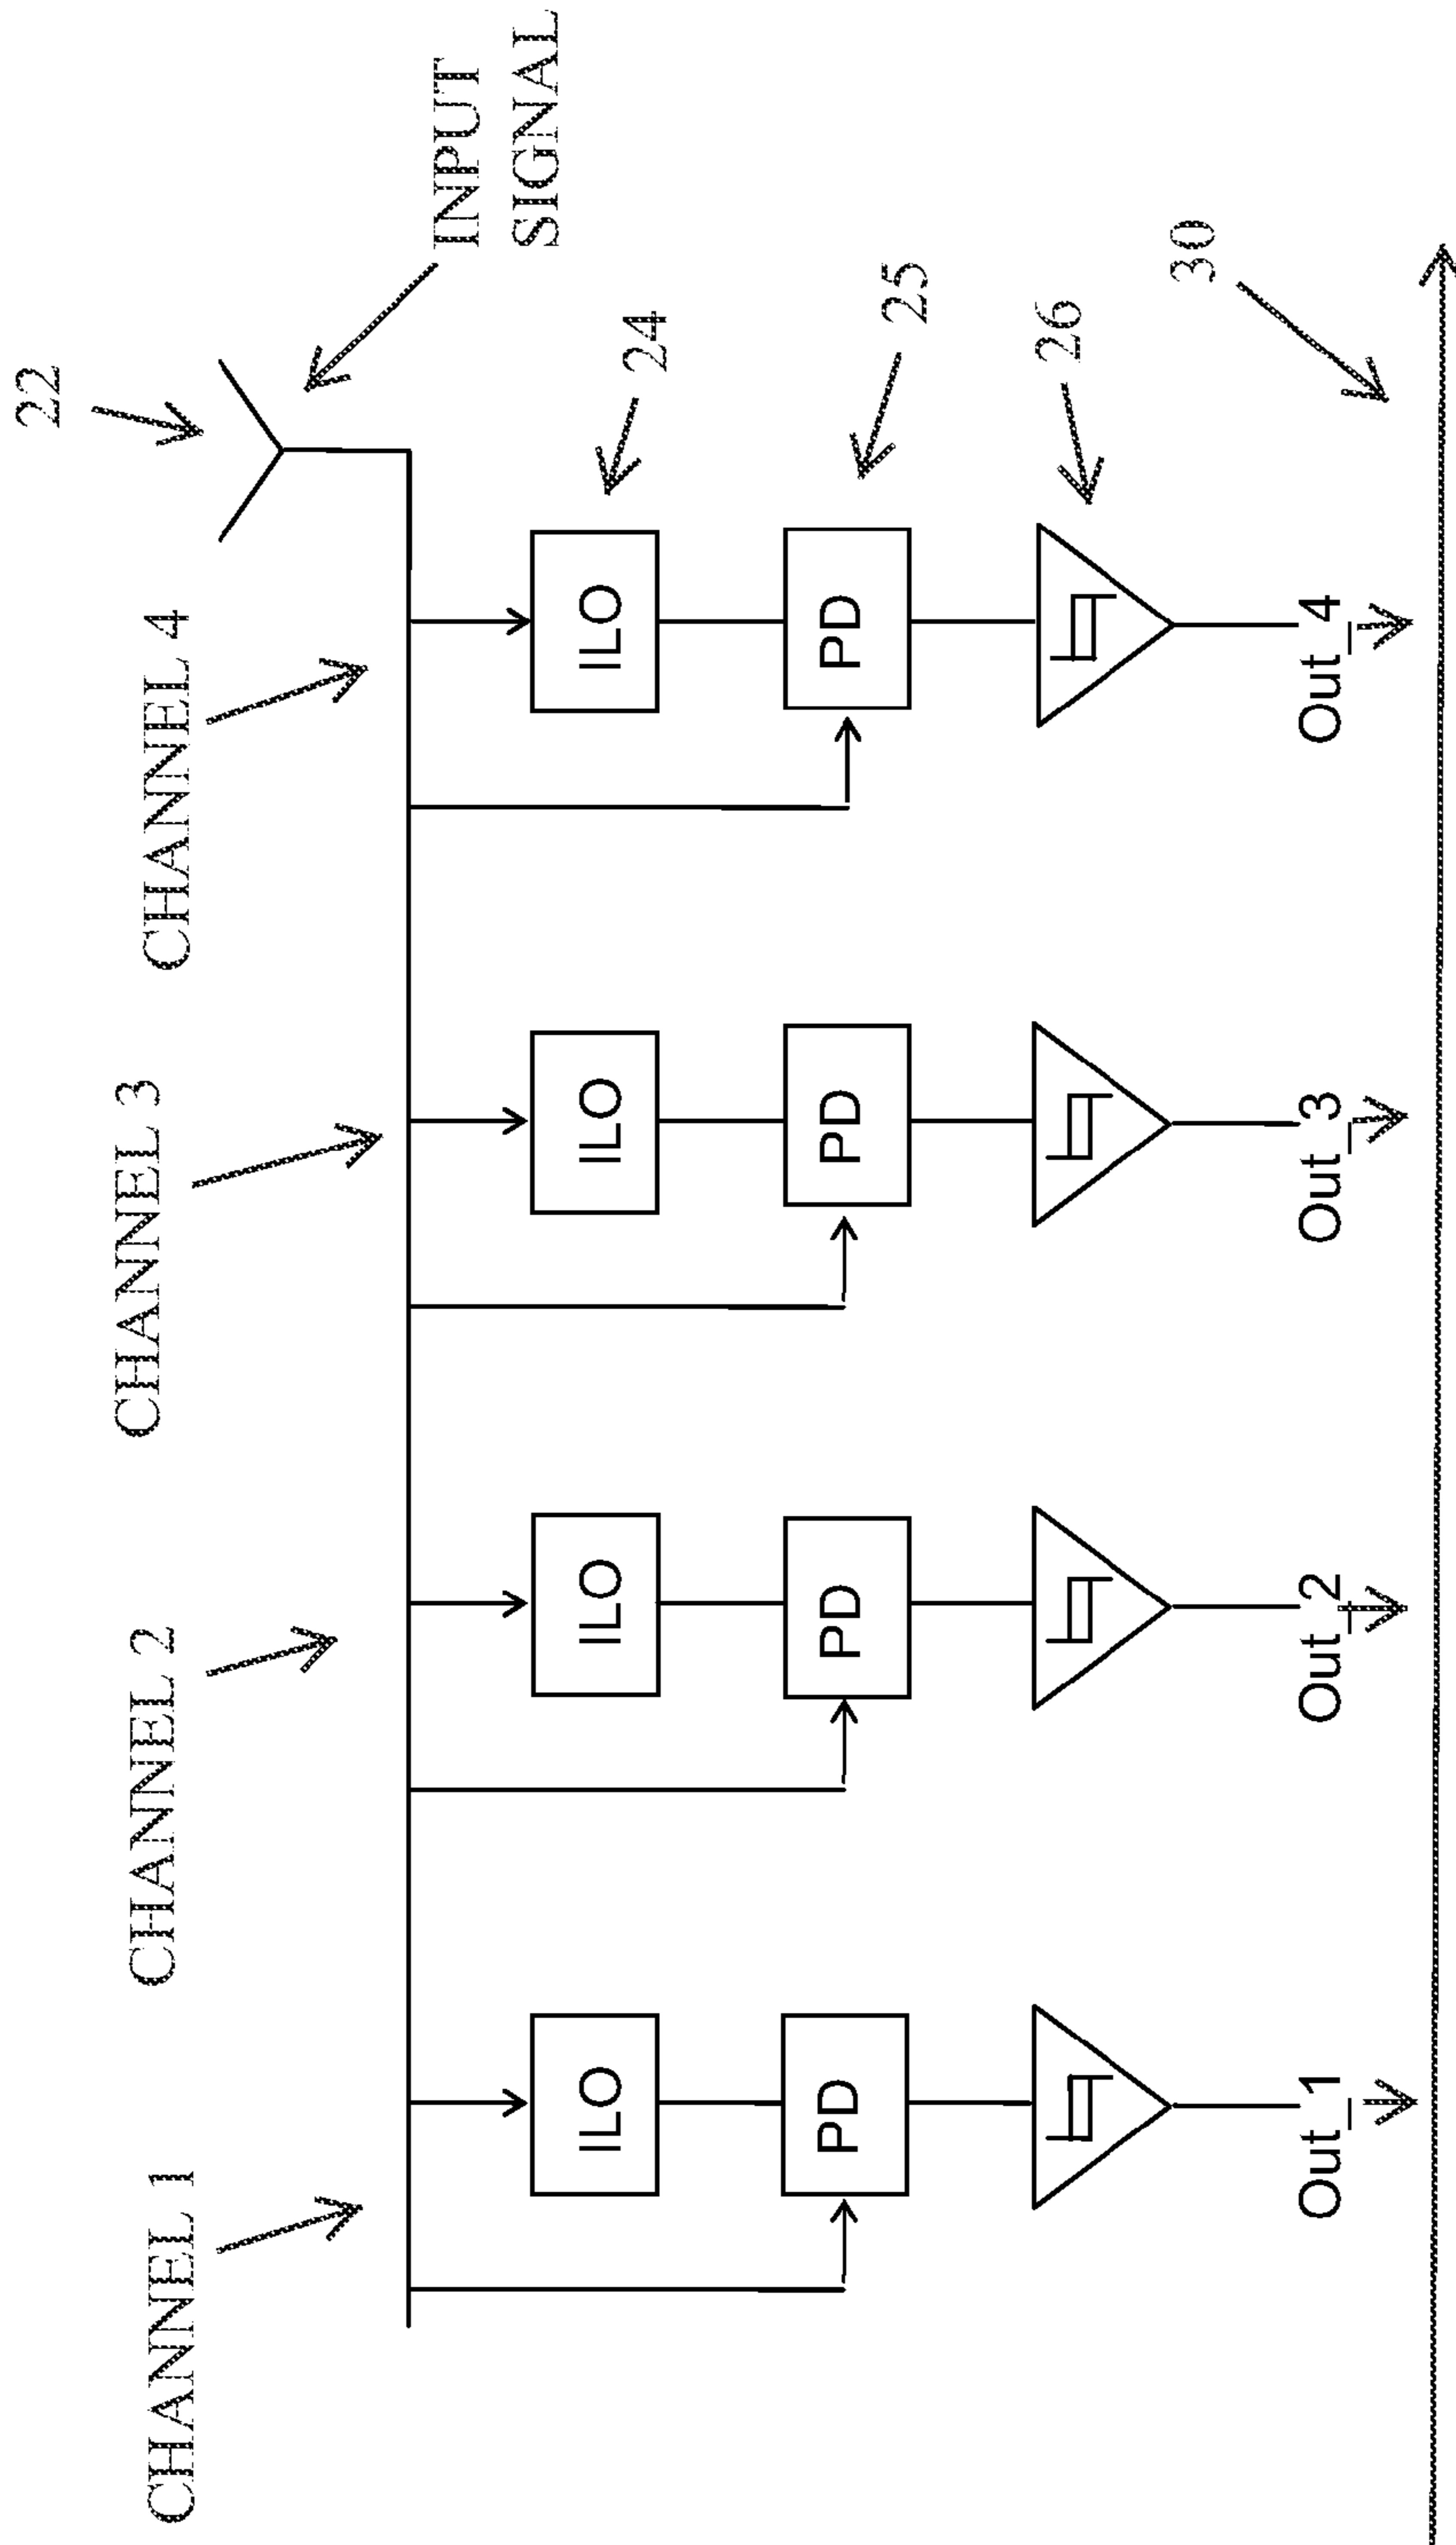 22
INPUT
SIGNAL
CHANNEL 1
CHANNEL 2
CHANNEL 3
CHANNEL 4
ILO
ILO
ILO
ILO
24
PD
PD
PD
PD
25
26
30
Out_1
Out_2
Out_3
Out_4